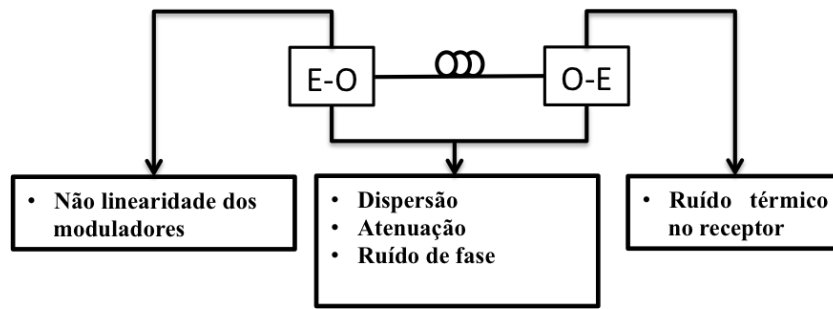 E-O
O-E
• Não linearidade dos
moduladores
• Dispersão
• Atenuação
• Ruído de fase
• Ruído térmico
no receptor